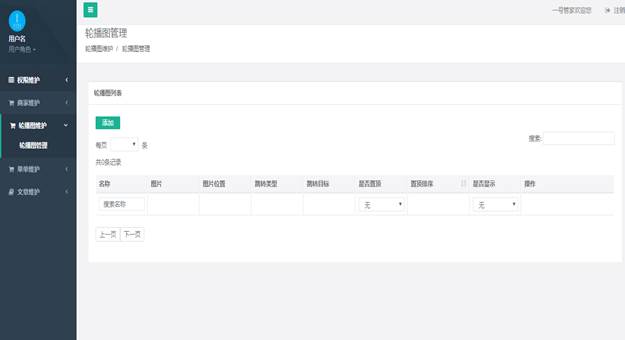 一号管家欢迎您 注销
用户名
用户角色
权限维护
商家维护
轮播图维护
轮播图管理
菜单维护
文章维护
轮播图管理
轮播图维护 / 轮播图管理
轮播图列表
添加
每页 条
搜索:
共0条记录
名称 图片 图片位置 跳转类型 跳转目标 是否置顶 置顶排序 是否显示 操作
搜索名称 无 无
上一页 下一页